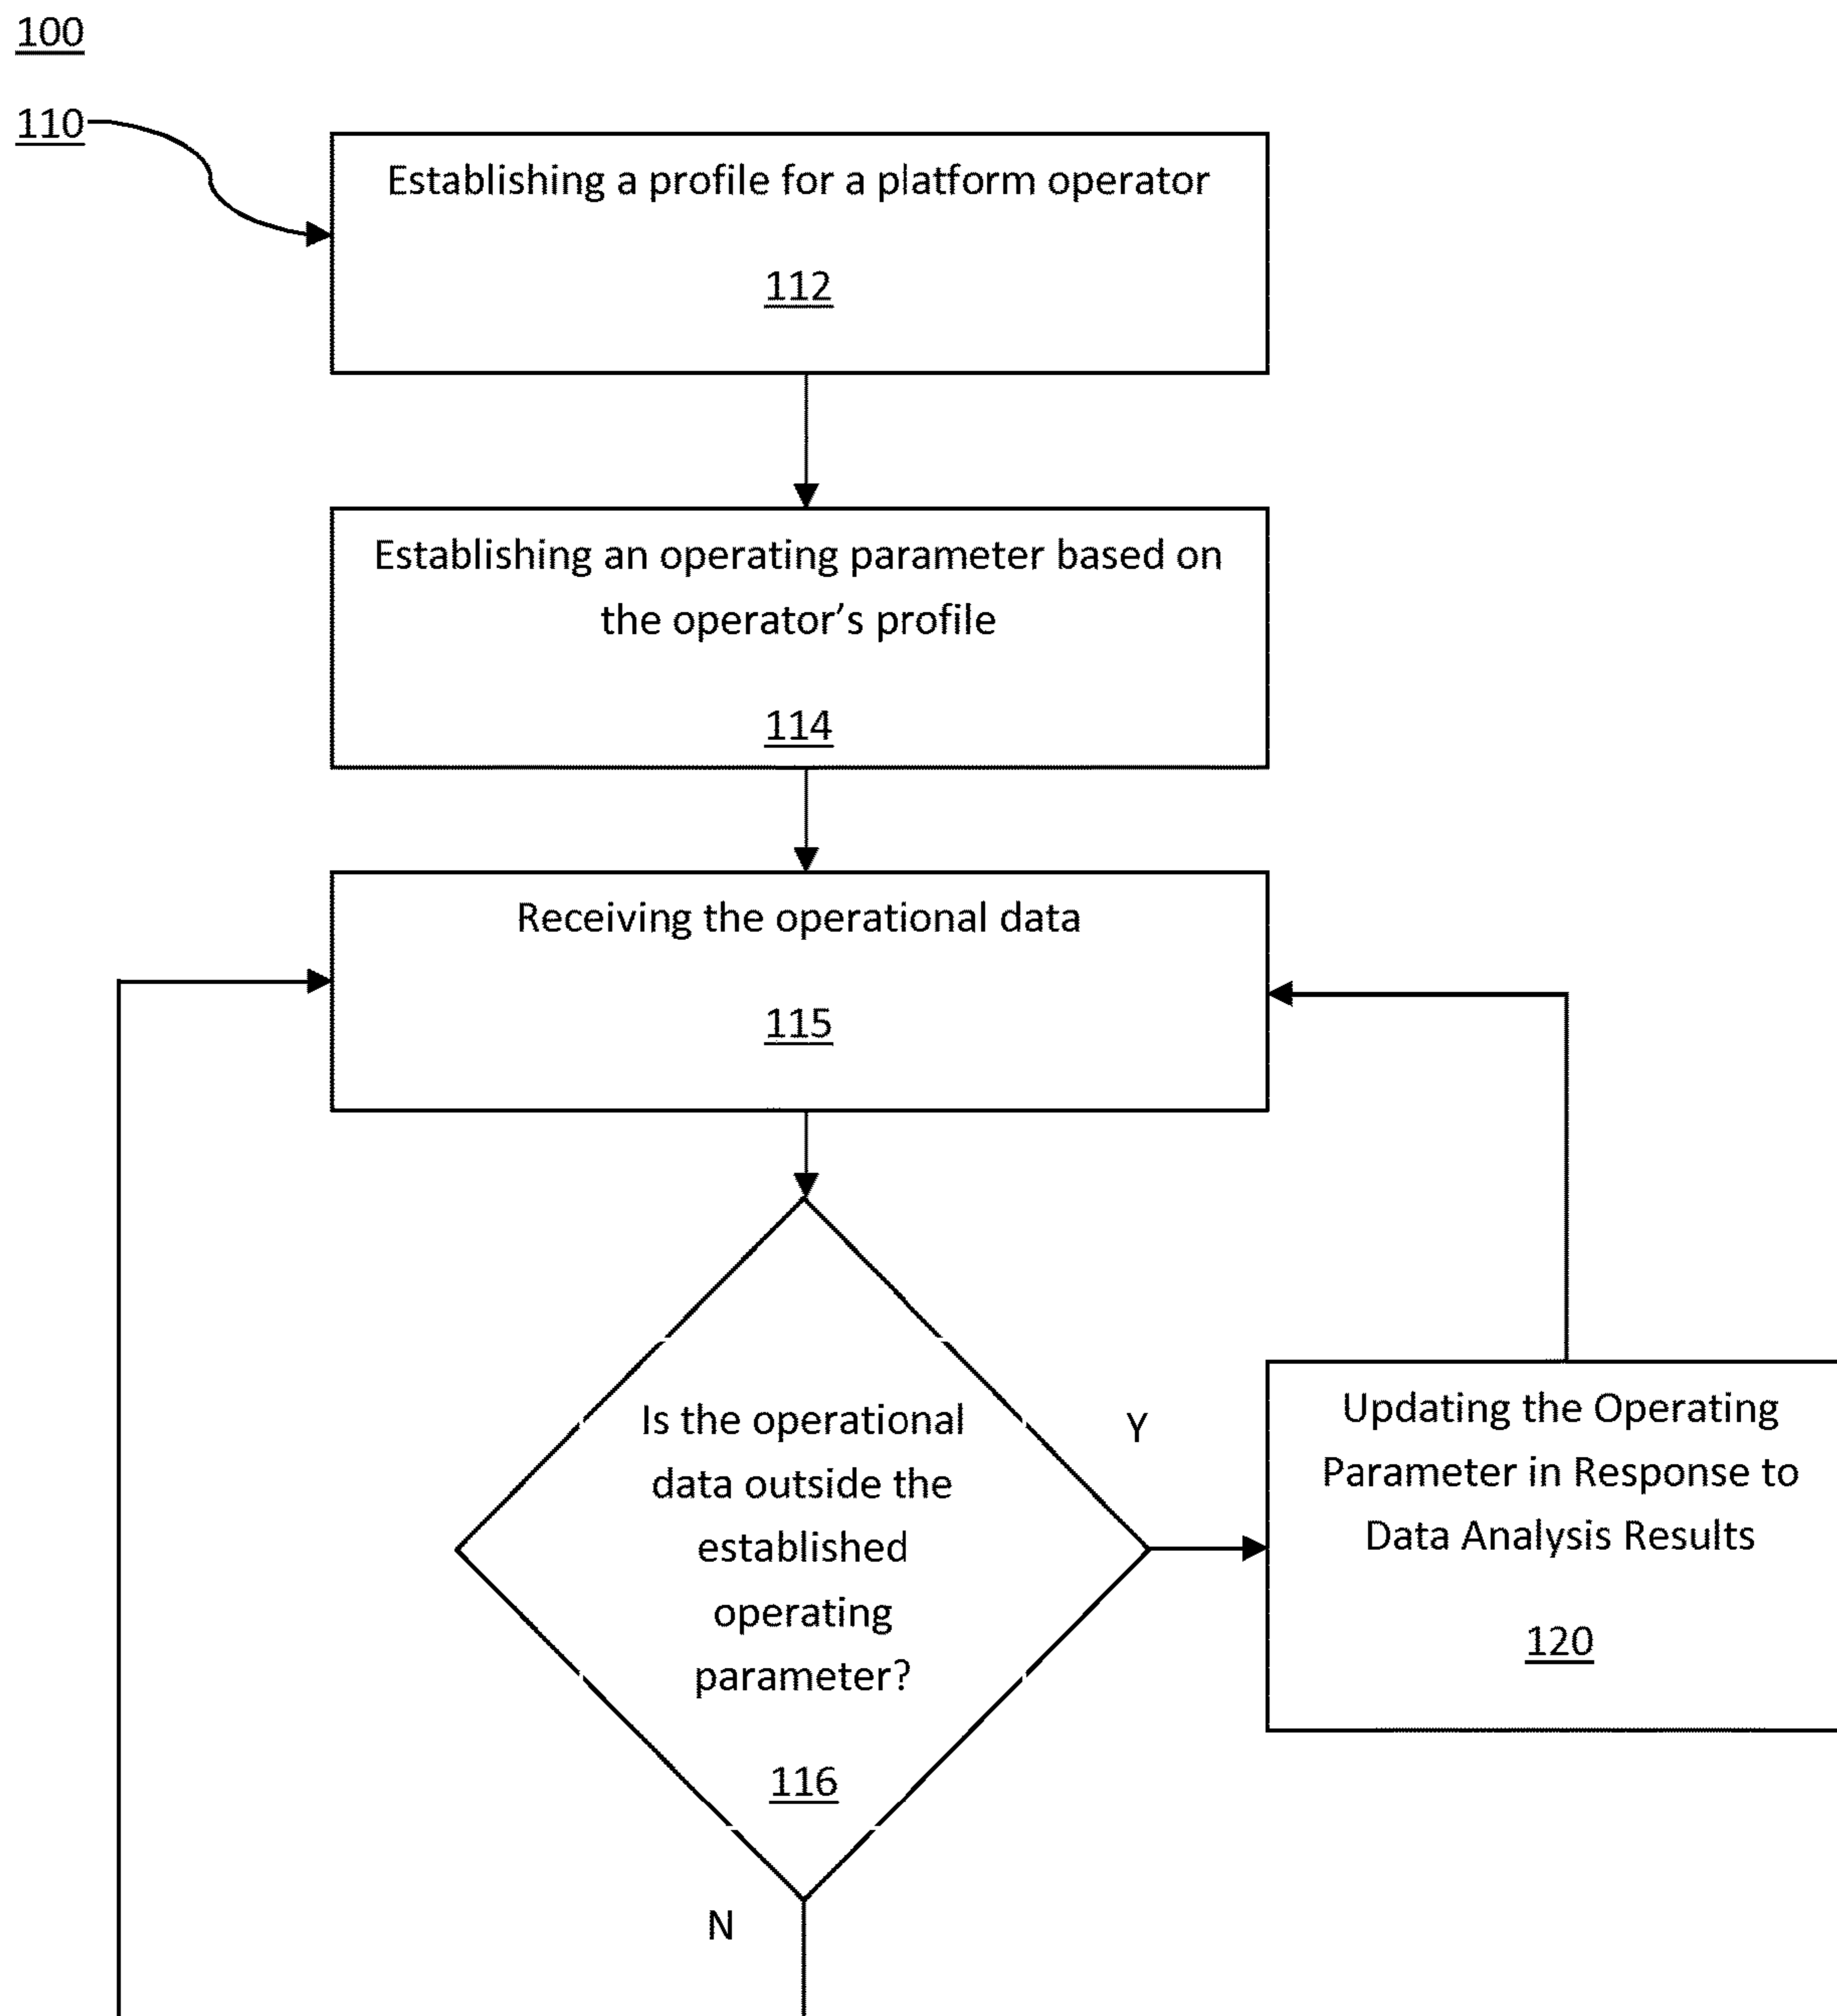 100
110
Establishing a profile for a platform operator
112
Establishing an operating parameter based on
the operator’s profile
114
Receiving the operational data
115
Is the operational
data outside the
established
operating
parameter?
116
Y
Updating the Operating
Parameter in Response to
Data Analysis Results
120
N